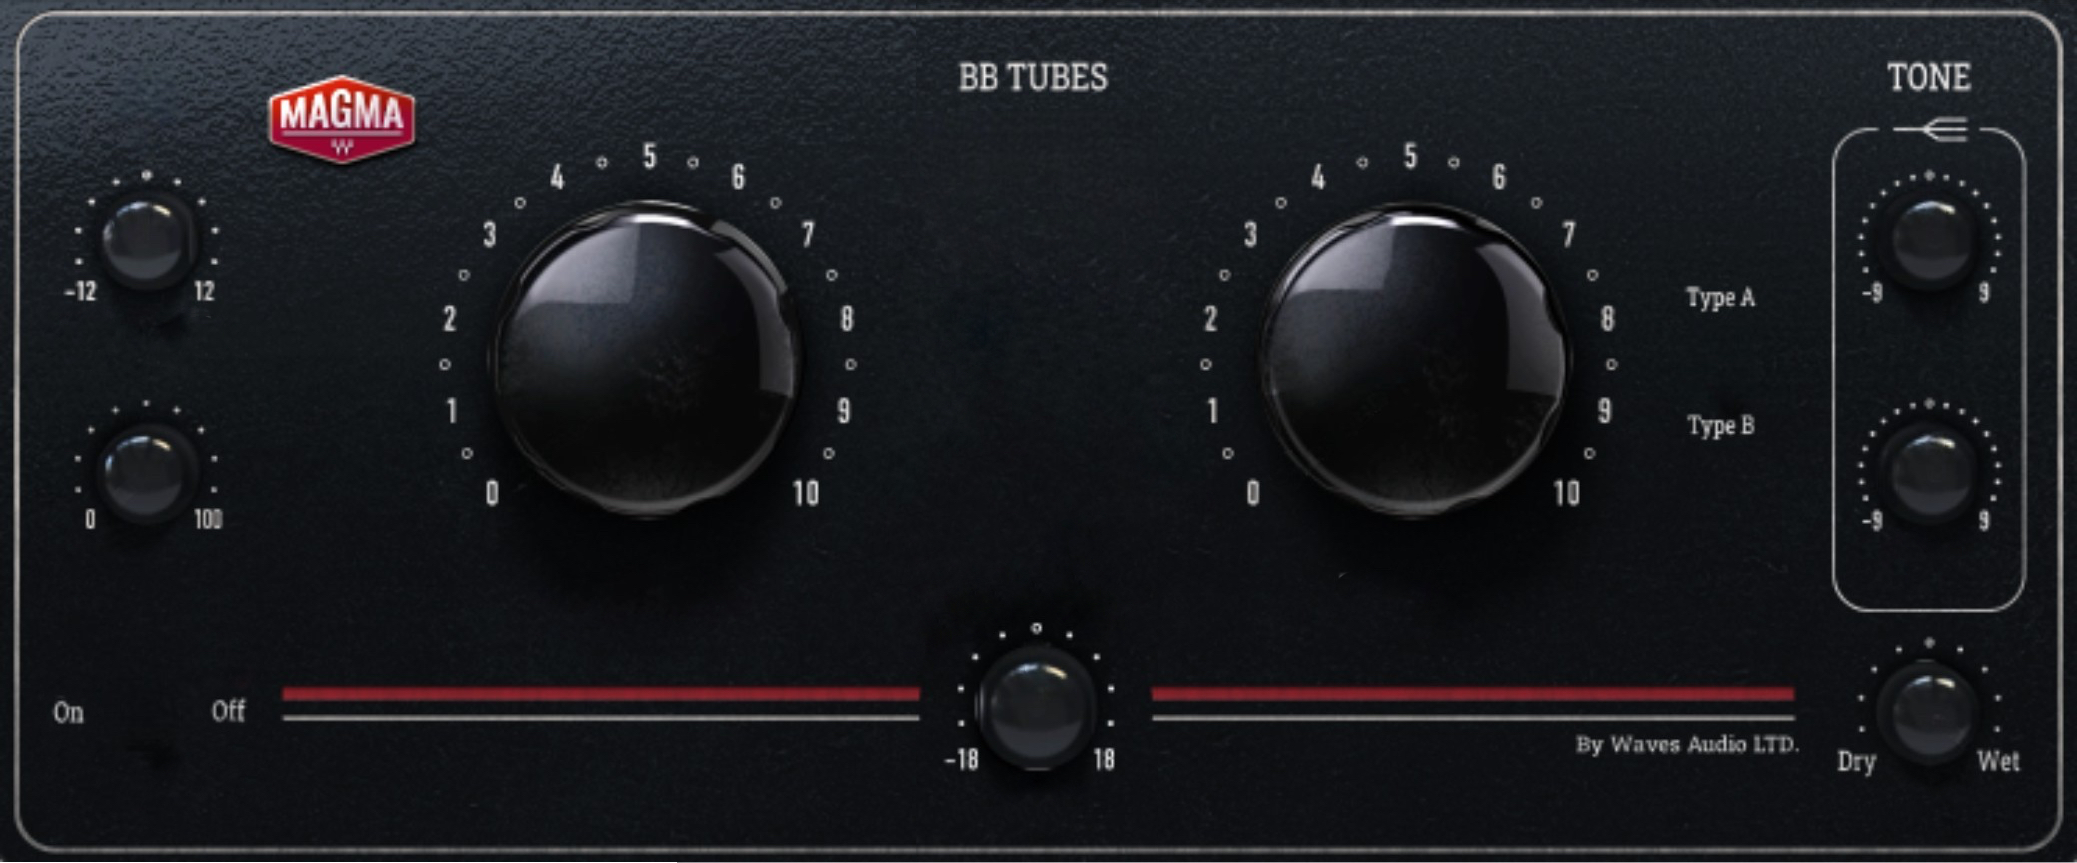 MAGMA
BB TUBES
TONE
-12 12
0 100
On Off
0 1 2 3 4 5 6 7 8 9 10
0 1 2 3 4 5 6 7 8 9 10
Type A
Type B
-9 9
-9 9
-18 18
By Waves Audio LTD.
Dry Wet